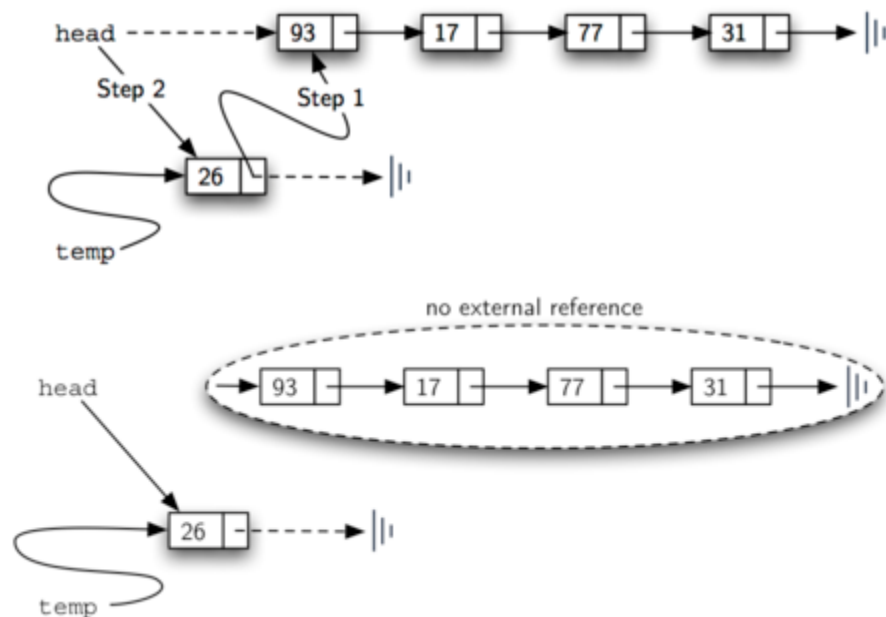 head 93 17 77 31
Step 2 Step 1
26
temp
no external reference
head 93 17 77 31
26
temp